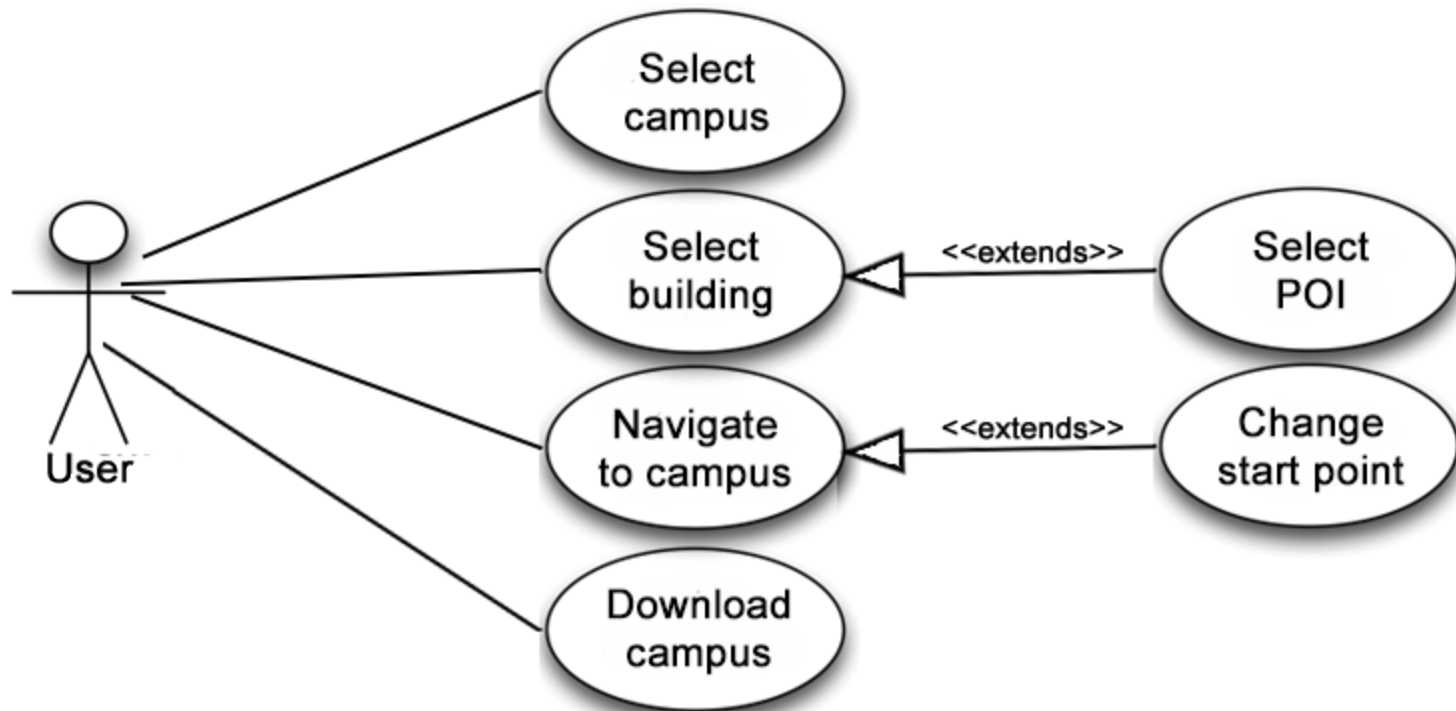 Select
campus
Select
building
<<extends>>
Select
POI
Navigate
to campus
<<extends>>
Change
start point
User
Download
campus